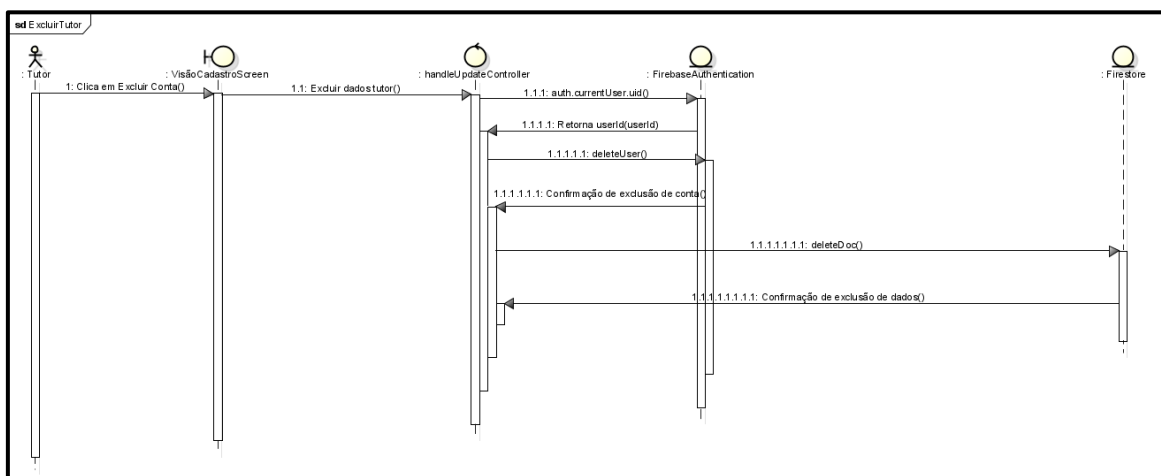 sd ExcluirTutor
: Tutor
: VisãoCadastroScreen
: handleUpdateController
: FirebaseAuthentication
: Firestore
1: Clica em Excluir Conta()
1.1: Excluir dados tutor()
1.1.1: auth.currentUser.uid()
1.1.1.1: Retorna userId(userId)
1.1.1.1.1: deleteUser()
1.1.1.1.1.1: Confirmação de exclusão de conta()
1.1.1.1.1.1.1: deleteDoc()
1.1.1.1.1.1.1.1: Confirmação de exclusão de dados()